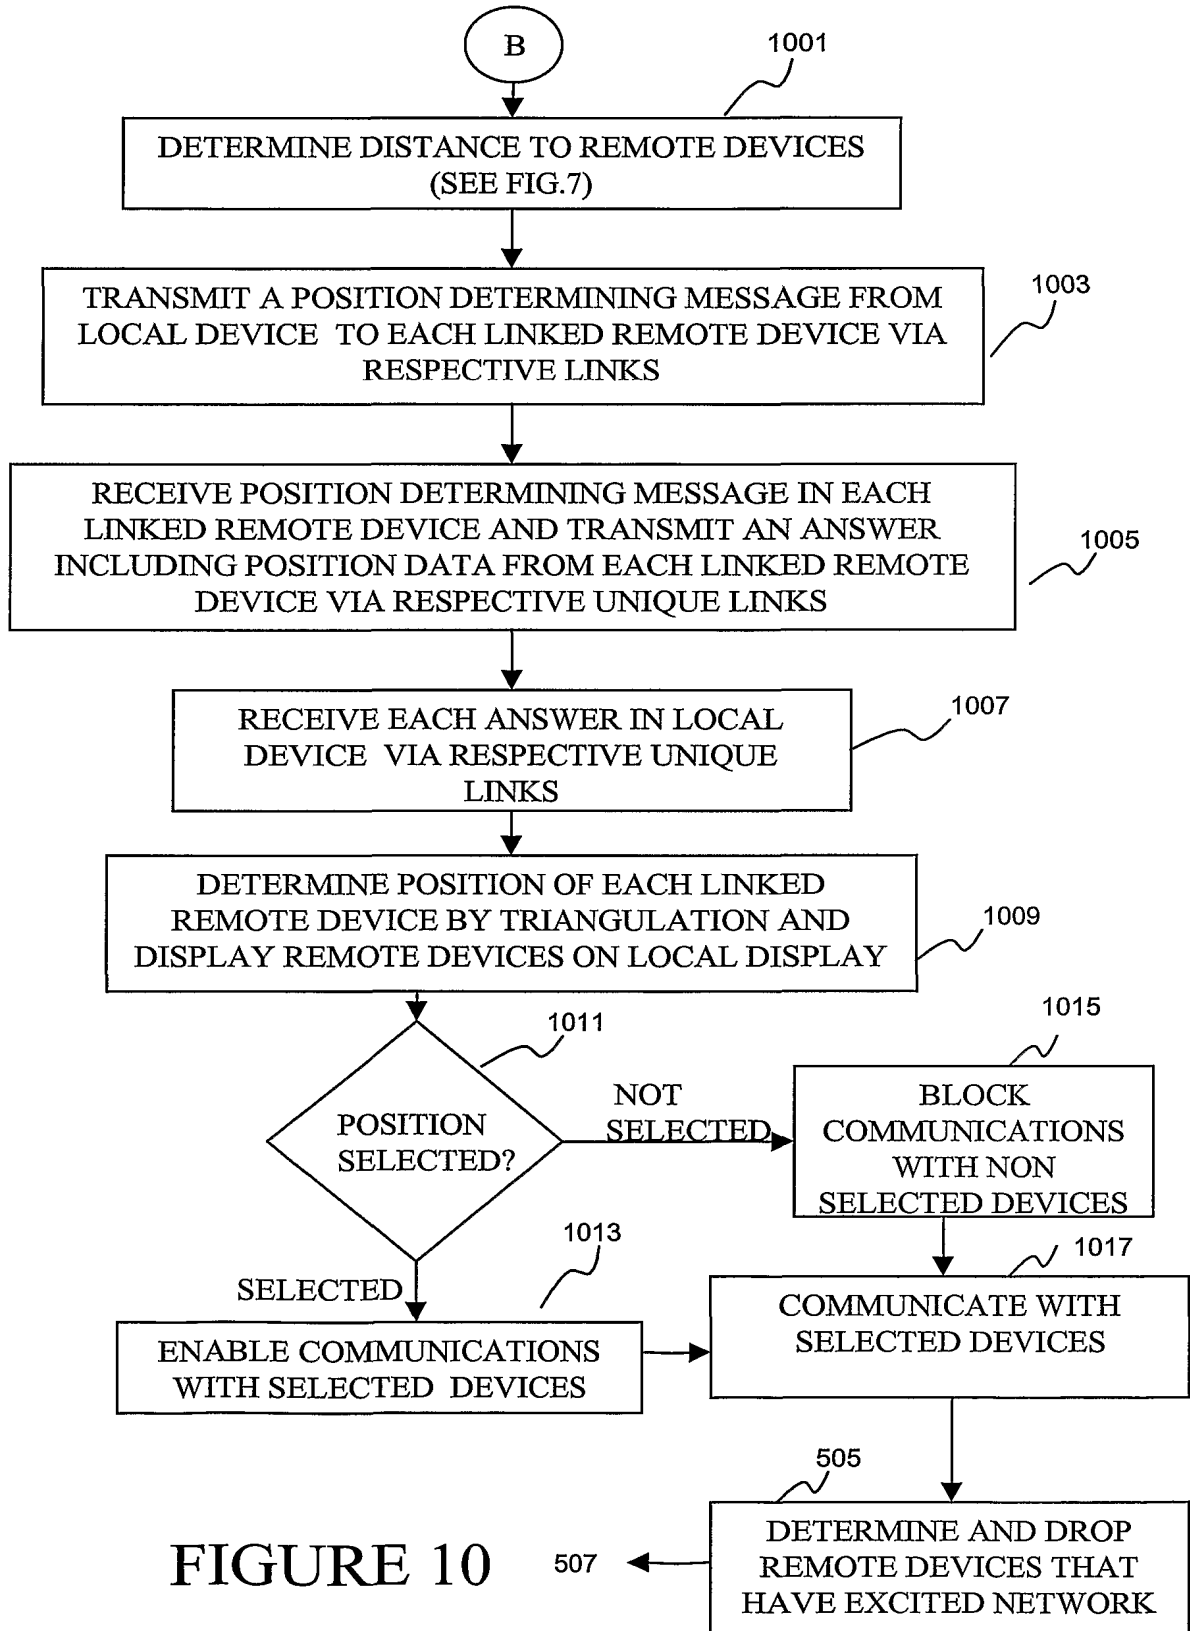 B
1001
DETERMINE DISTANCE TO REMOTE DEVICES
(SEE FIG.7)
1003
TRANSMIT A POSITION DETERMINING MESSAGE FROM
LOCAL DEVICE TO EACH LINKED REMOTE DEVICE VIA
RESPECTIVE LINKS
1005
RECEIVE POSITION DETERMINING MESSAGE IN EACH
LINKED REMOTE DEVICE AND TRANSMIT AN ANSWER
INCLUDING POSITION DATA FROM EACH LINKED REMOTE
DEVICE VIA RESPECTIVE UNIQUE LINKS
1007
RECEIVE EACH ANSWER IN LOCAL
DEVICE VIA RESPECTIVE UNIQUE
LINKS
1009
DETERMINE POSITION OF EACH LINKED
REMOTE DEVICE BY TRIANGULATION AND
DISPLAY REMOTE DEVICES ON LOCAL DISPLAY
1011
POSITION
SELECTED?
NOT
SELECTED
1015
BLOCK
COMMUNICATIONS
WITH NON
SELECTED DEVICES
SELECTED
1013
ENABLE COMMUNICATIONS
WITH SELECTED DEVICES
1017
COMMUNICATE WITH
SELECTED DEVICES
505
DETERMINE AND DROP
REMOTE DEVICES THAT
HAVE EXCITED NETWORK
507
FIGURE 10